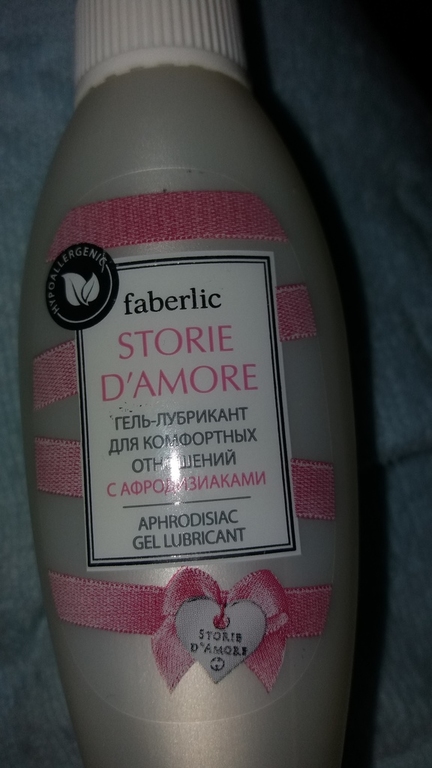 HYPOALLERGENIC
faberlic
STORIE
D'AMORE
ГЕЛЬ-ЛУБРИКАНТ
ДЛЯ КОМФОРТНЫХ
ОТНОШЕНИЙ
С АФРОДИЗИАКАМИ
APHRODISIAC
GEL LUBRICANT
STORIE
D'AMORE